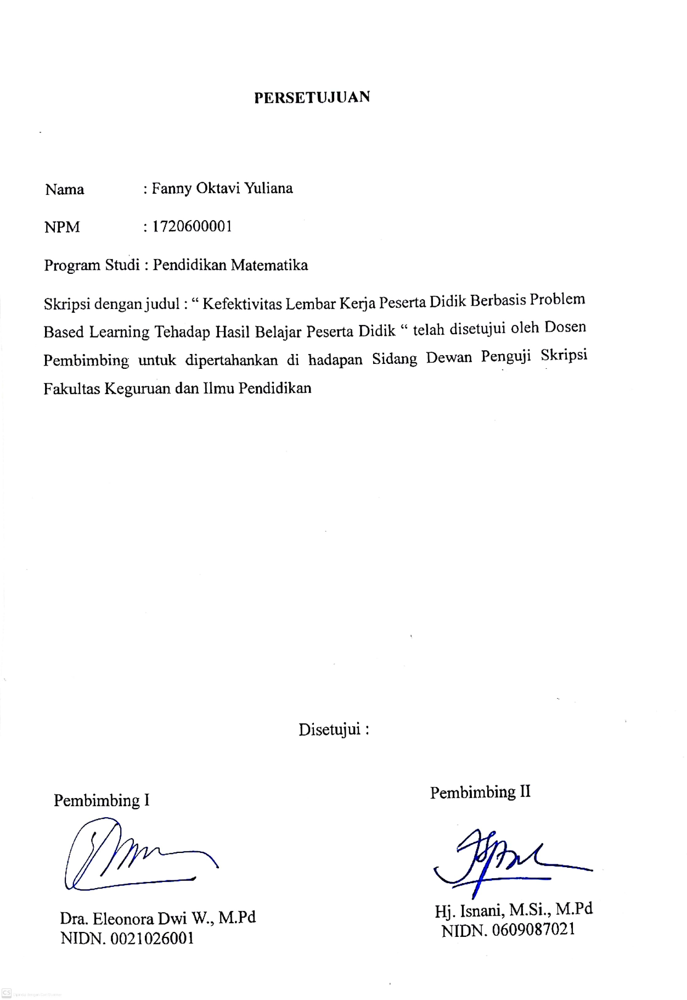 PERSETUJUAN
Nama : Fanny Oktavi Yuliana
NPM : 1720600001
Program Studi : Pendidikan Matematika
Skripsi dengan judul : “ Kefektivitas Lembar Kerja Peserta Didik Berbasis Problem
Based Learning Tehadap Hasil Belajar Peserta Didik “ telah disetujui oleh Dosen
Pembimbing untuk dipertahankan di hadapan Sidang Dewan Penguji Skripsi
Fakultas Keguruan dan Ilmu Pendidikan
Disetujui :
Pembimbing I
Pembimbing II
Dra. Eleonora Dwi W., M.Pd
NIDN. 0021026001
Hj. Isnani, M.Si., M.Pd
NIDN. 0609087021
CS